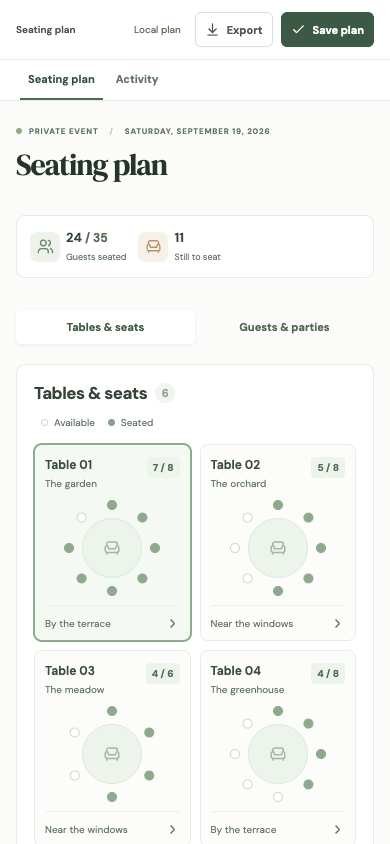 Seating plan
Local plan
Export
Save plan
Seating plan
Activity
PRIVATE EVENT / SATURDAY, SEPTEMBER 19, 2026
Seating plan
24 / 35
Guests seated
11
Still to seat
Tables & seats
Guests & parties
Tables & seats 6
Available
Seated
Table 01
7 / 8
The garden
By the terrace
Table 02
5 / 8
The orchard
Near the windows
Table 03
4 / 6
The meadow
Near the windows
Table 04
4 / 8
The greenhouse
By the terrace